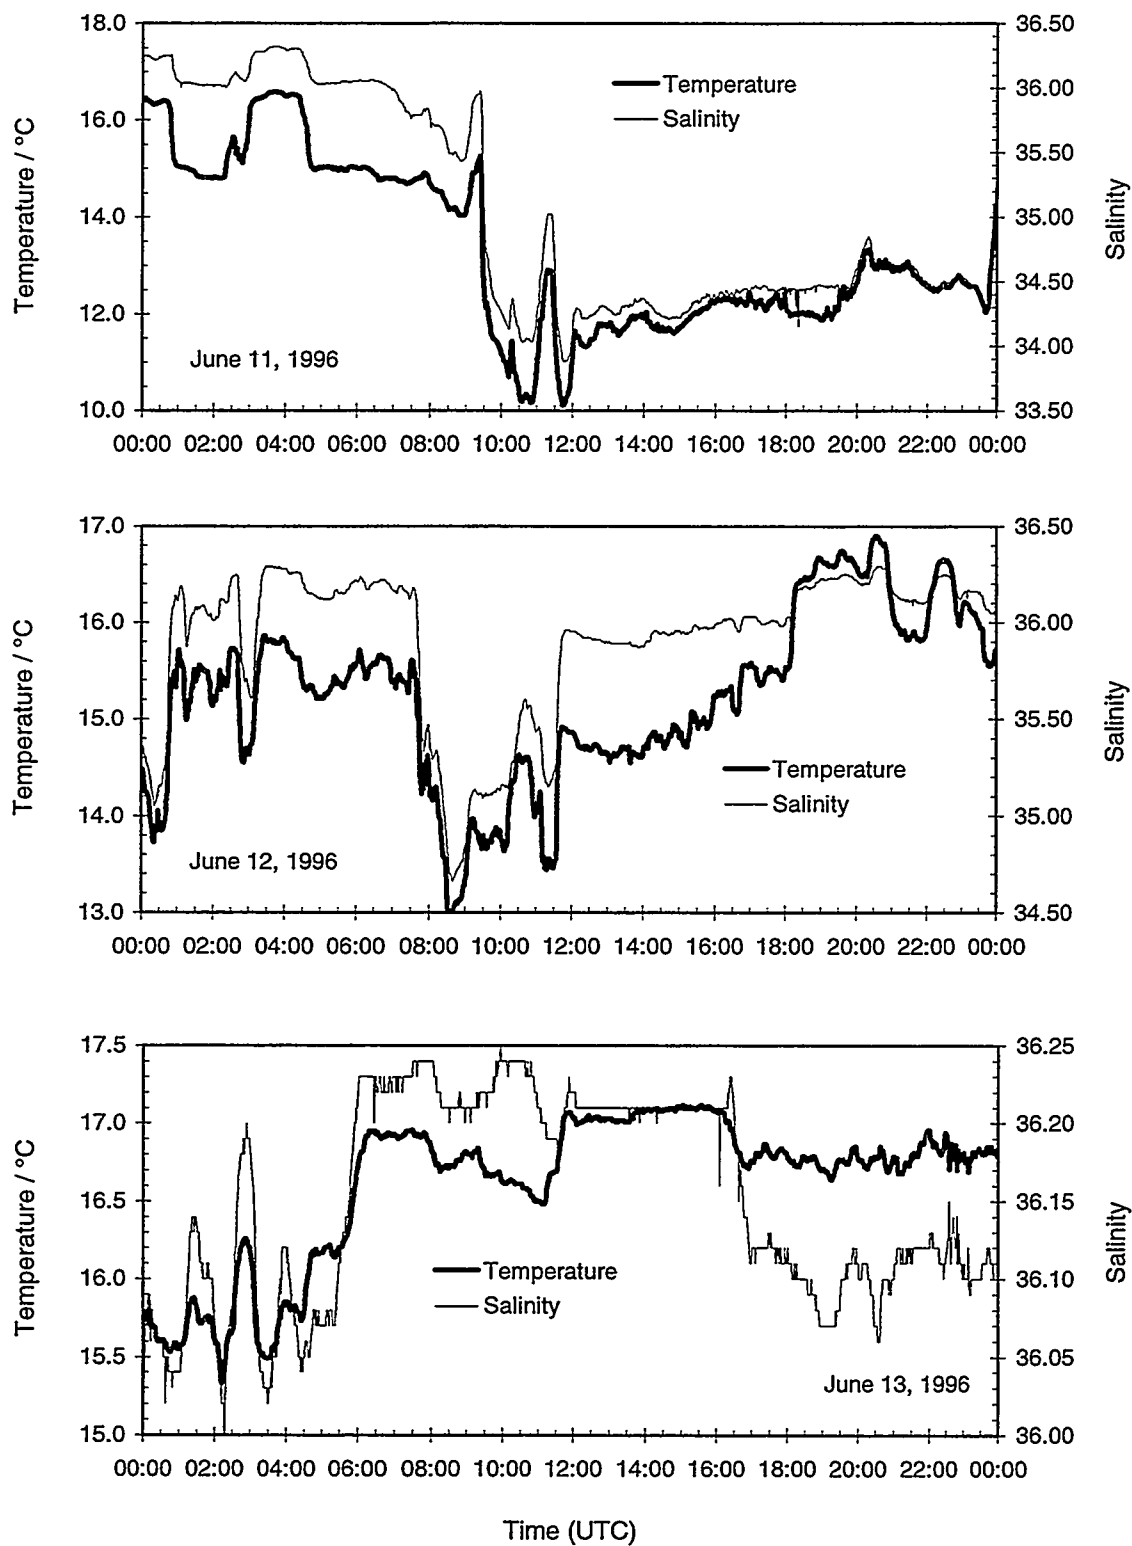 18.0 36.50
17.0 36.00
16.0 35.50
15.0 35.00
14.0 34.50
13.0 34.00
12.0 33.50
11.0
10.0
Temperature / °C
Salinity
Temperature
Salinity
June 11, 1996
00:00 02:00 04:00 06:00 08:00 10:00 12:00 14:00 16:00 18:00 20:00 22:00 00:00
17.0 36.50
16.0 36.00
15.0 35.50
14.0 35.00
13.0 34.50
Temperature / °C
Salinity
Temperature
Salinity
June 12, 1996
00:00 02:00 04:00 06:00 08:00 10:00 12:00 14:00 16:00 18:00 20:00 22:00 00:00
17.5 36.25
17.0 36.20
16.5 36.15
16.0 36.10
15.5 36.05
15.0 36.00
Temperature / °C
Salinity
Temperature
Salinity
June 13, 1996
00:00 02:00 04:00 06:00 08:00 10:00 12:00 14:00 16:00 18:00 20:00 22:00 00:00
Time (UTC)